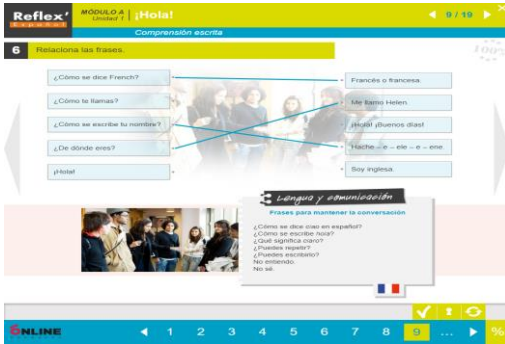 Reflex'
Español
MÓDULO A
Unidad 1
¡Hola!
9 / 19
Comprensión escrita
6 Relaciona las frases.
100%
¿Cómo se dice French?
Francés o francesa.
¿Cómo te llamas?
Me llamo Helen.
¿Cómo se escribe tu nombre?
¡Hola! ¡Buenos días!
¿De dónde eres?
Hache – e – ele – e – ene.
¡Hola!
Soy inglesa.
Lengua y comunicación
Frases para mantener la conversación
¿Cómo se dice ciao en español?
¿Cómo se escribe hola?
¿Qué significa claro?
¿Puedes repetir?
¿Puedes escribirlo?
No entiendo.
No sé.
ONLINE
1 2 3 4 5 6 7 8 9 ... %